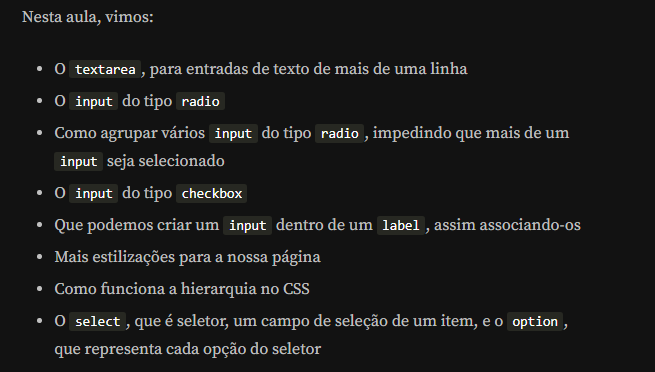 Nesta aula, vimos:
• O textarea, para entradas de texto de mais de uma linha
• O input do tipo radio
• Como agrupar vários input do tipo radio, impedindo que mais de um
input seja selecionado
• O input do tipo checkbox
• Que podemos criar um input dentro de um label, assim associando-os
• Mais estilizações para a nossa página
• Como funciona a hierarquia no CSS
• O select, que é seletor, um campo de seleção de um item, e o option,
que representa cada opção do seletor